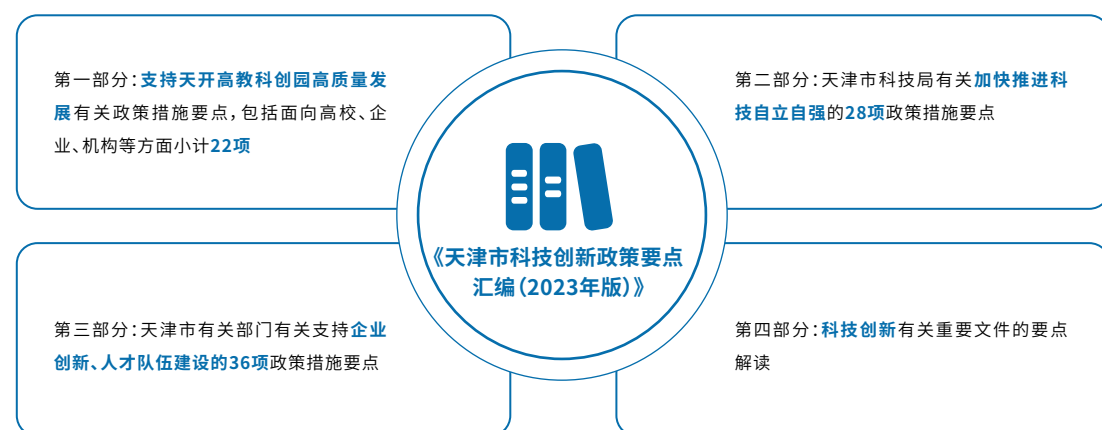 第一部分：支持天开高教科创园高质量发
展有关政策措施要点，包括面向高校、企
业、机构等方面小计22项
第二部分：天津市科技局有关加快推进科
技自立自强的28项政策措施要点
《天津市科技创新政策要点
汇编（2023年版）》
第三部分：天津市有关部门有关支持企业
创新、人才队伍建设的36项政策措施要点
第四部分：科技创新有关重要文件的要点
解读